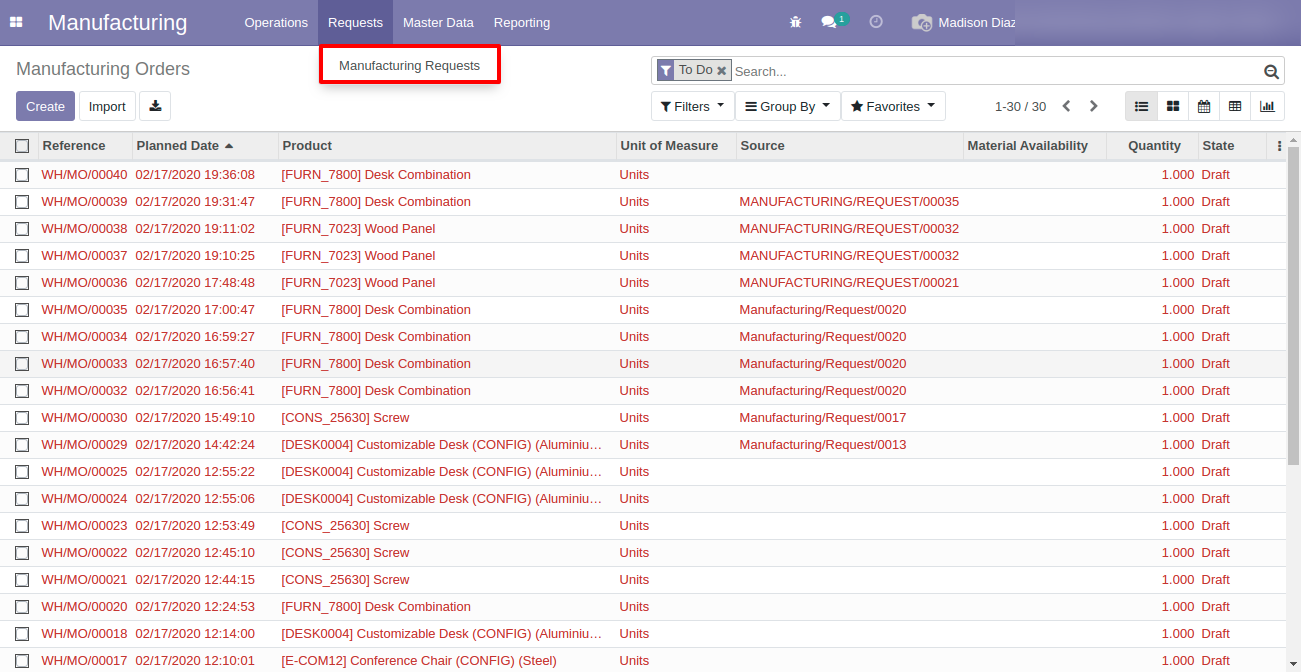 Manufacturing Operations Requests Master Data Reporting 1 Madison Diaz
Manufacturing Requests
Manufacturing Orders To Do Search...
Create Import Filters Group By Favorites 1-30 / 30
Reference Planned Date Product Unit of Measure Source Material Availability Quantity State
WH/MO/00040 02/17/2020 19:36:08 [FURN_7800] Desk Combination Units 1.000 Draft
WH/MO/00039 02/17/2020 19:31:47 [FURN_7800] Desk Combination Units MANUFACTURING/REQUEST/00035 1.000 Draft
WH/MO/00038 02/17/2020 19:11:02 [FURN_7023] Wood Panel Units MANUFACTURING/REQUEST/00032 1.000 Draft
WH/MO/00037 02/17/2020 19:10:25 [FURN_7023] Wood Panel Units MANUFACTURING/REQUEST/00032 1.000 Draft
WH/MO/00036 02/17/2020 17:48:48 [FURN_7023] Wood Panel Units MANUFACTURING/REQUEST/00021 1.000 Draft
WH/MO/00035 02/17/2020 17:00:47 [FURN_7800] Desk Combination Units Manufacturing/Request/0020 1.000 Draft
WH/MO/00034 02/17/2020 16:59:27 [FURN_7800] Desk Combination Units Manufacturing/Request/0020 1.000 Draft
WH/MO/00033 02/17/2020 16:57:40 [FURN_7800] Desk Combination Units Manufacturing/Request/0020 1.000 Draft
WH/MO/00032 02/17/2020 16:56:41 [FURN_7800] Desk Combination Units Manufacturing/Request/0020 1.000 Draft
WH/MO/00030 02/17/2020 15:49:10 [CONS_25630] Screw Units Manufacturing/Request/0017 1.000 Draft
WH/MO/00029 02/17/2020 14:42:24 [DESK0004] Customizable Desk (CONFIG) (Aluminiu… Units Manufacturing/Request/0013 1.000 Draft
WH/MO/00025 02/17/2020 12:55:22 [DESK0004] Customizable Desk (CONFIG) (Aluminiu… Units 1.000 Draft
WH/MO/00024 02/17/2020 12:55:06 [DESK0004] Customizable Desk (CONFIG) (Aluminiu… Units 1.000 Draft
WH/MO/00023 02/17/2020 12:53:49 [CONS_25630] Screw Units 1.000 Draft
WH/MO/00022 02/17/2020 12:45:10 [CONS_25630] Screw Units 1.000 Draft
WH/MO/00021 02/17/2020 12:44:15 [CONS_25630] Screw Units 1.000 Draft
WH/MO/00020 02/17/2020 12:24:53 [FURN_7800] Desk Combination Units 1.000 Draft
WH/MO/00018 02/17/2020 12:14:00 [DESK0004] Customizable Desk (CONFIG) (Aluminiu… Units 1.000 Draft
WH/MO/00017 02/17/2020 12:10:01 [E-COM12] Conference Chair (CONFIG) (Steel) Units 1.000 Draft